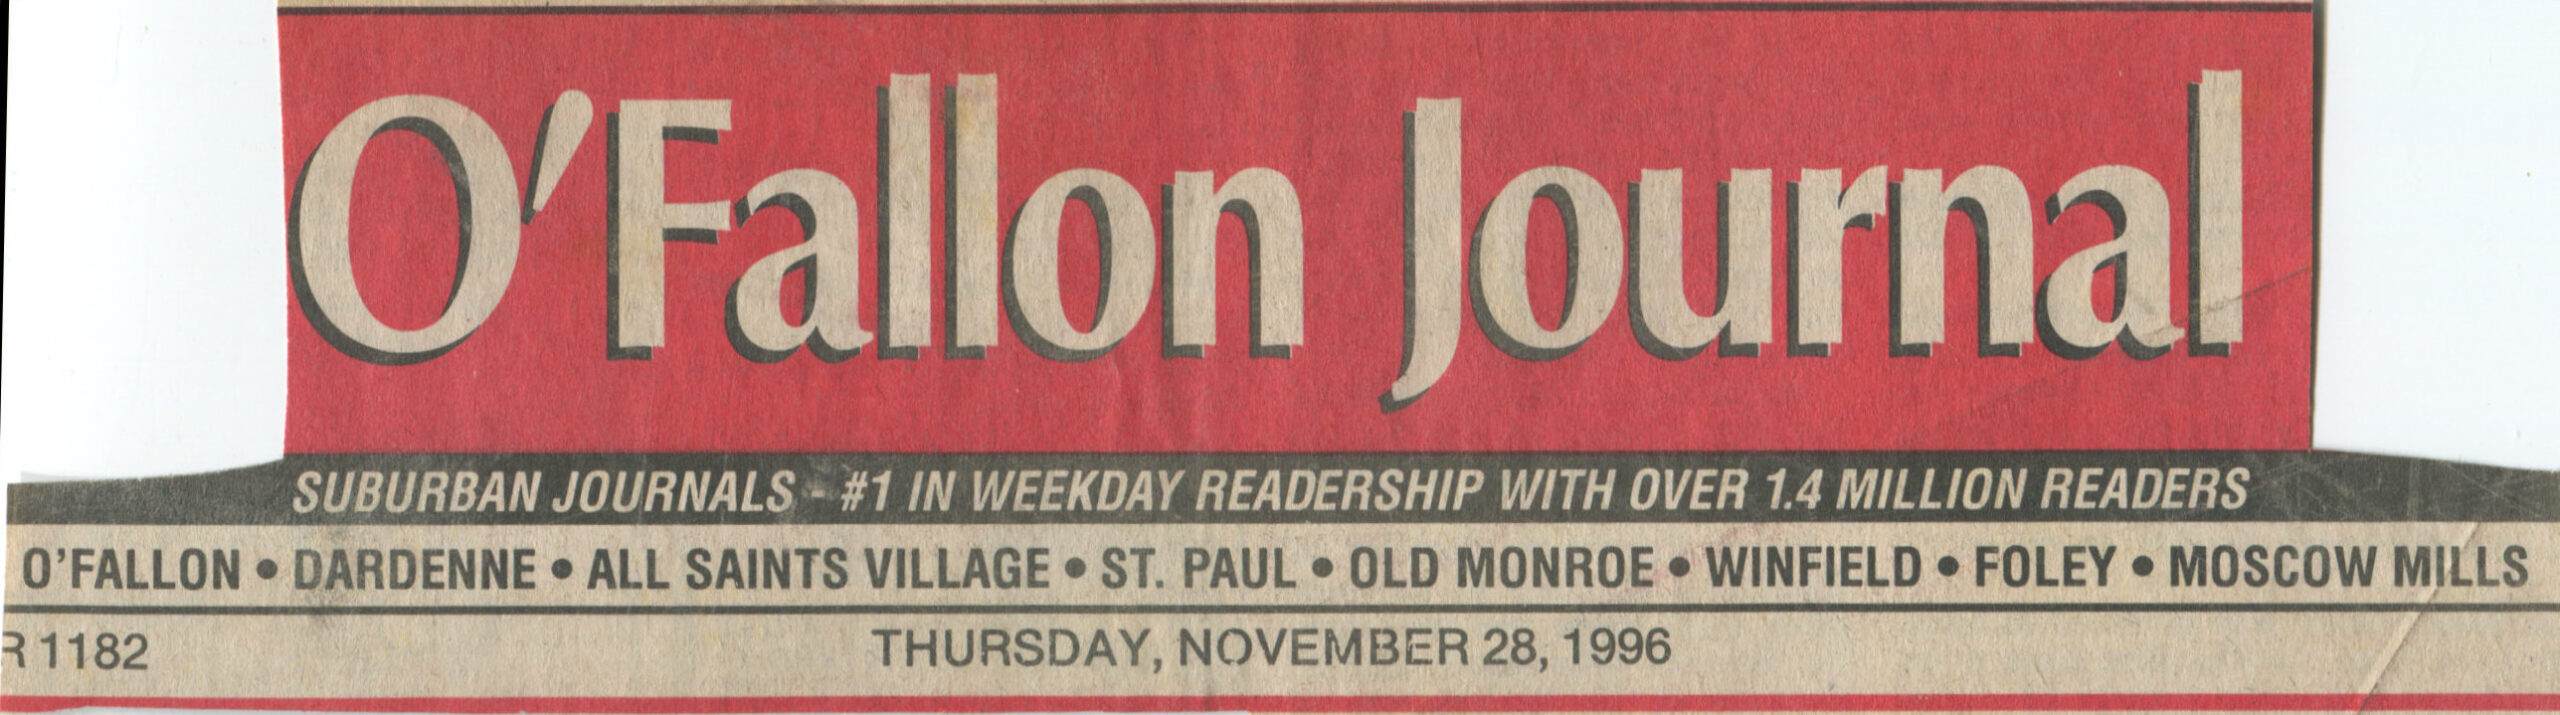 O'Fallon Journal
SUBURBAN JOURNALS - #1 IN WEEKDAY READERSHIP WITH OVER 1.4 MILLION READERS
O'FALLON • DARDENNE • ALL SAINTS VILLAGE • ST. PAUL • OLD MONROE • WINFIELD • FOLEY • MOSCOW MILLS
R 1182 THURSDAY, NOVEMBER 28, 1996